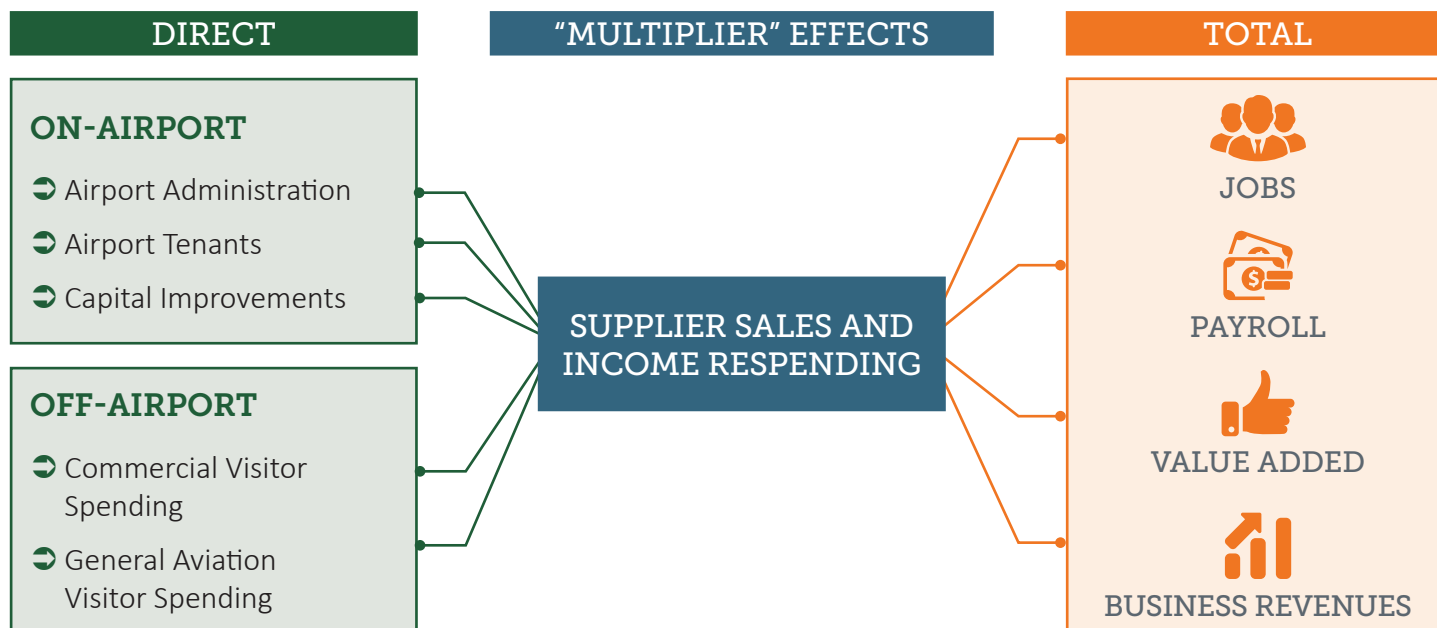 DIRECT
“MULTIPLIER” EFFECTS
TOTAL
ON-AIRPORT
Airport Administration
Airport Tenants
Capital Improvements
OFF-AIRPORT
Commercial Visitor
Spending
General Aviation
Visitor Spending
SUPPLIER SALES AND
INCOME RESPENDING
JOBS
$
PAYROLL
VALUE ADDED
BUSINESS REVENUES